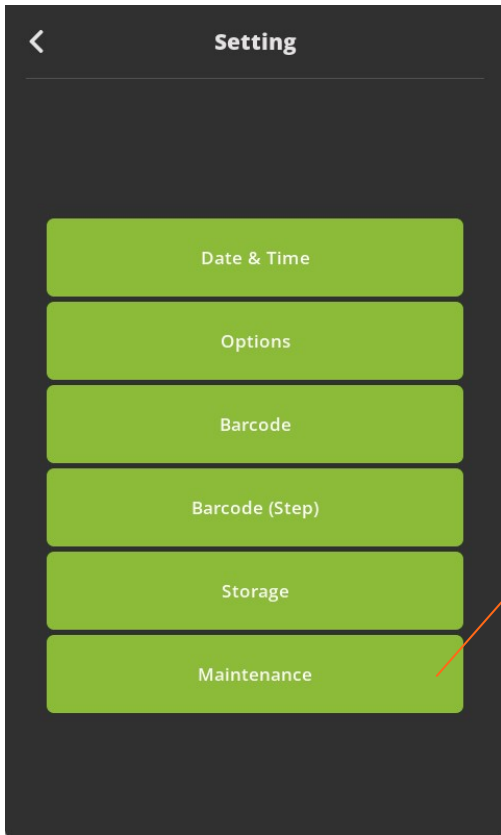 Setting
Date & Time
Options
Barcode
Barcode (Step)
Storage
Maintenance